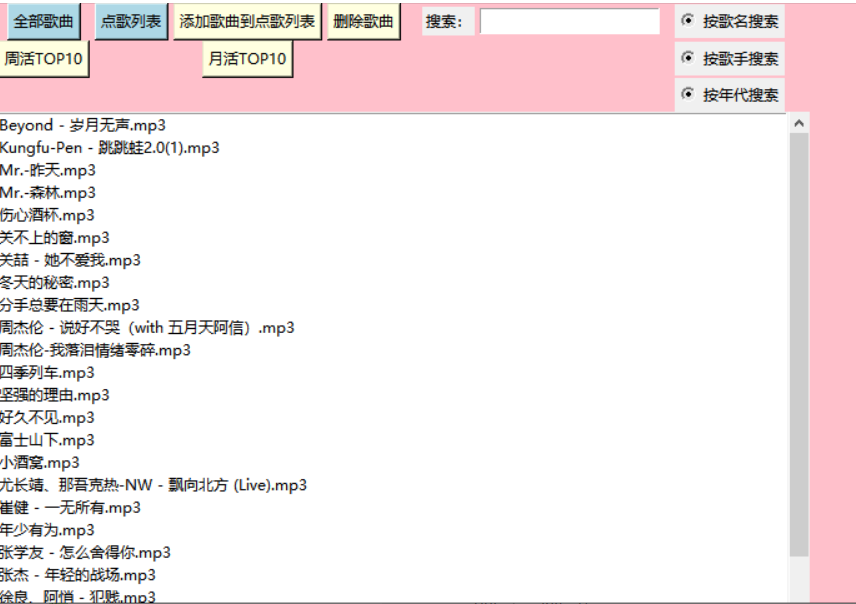 全部歌曲 点歌列表 添加歌曲到点歌列表 删除歌曲 搜索: 按歌名搜索
周活TOP10 月活TOP10 按歌手搜索
按年代搜索
Beyond - 岁月无声.mp3
Kungfu-Pen - 跳跳蛙2.0(1).mp3
Mr.-昨天.mp3
Mr.-森林.mp3
伤心酒杯.mp3
关不上的窗.mp3
关喆 - 她不爱我.mp3
冬天的秘密.mp3
分手总要在雨天.mp3
周杰伦 - 说好不哭（with 五月天阿信）.mp3
周杰伦-我落泪情绪零碎.mp3
四季列车.mp3
坚强的理由.mp3
好久不见.mp3
富士山下.mp3
小酒窝.mp3
尤长靖、那吾克热-NW - 飘向北方 (Live).mp3
崔健 - 一无所有.mp3
年少有为.mp3
张学友 - 怎么舍得你.mp3
张杰 - 年轻的战场.mp3
徐良、阿悄 - 犯贱.mp3